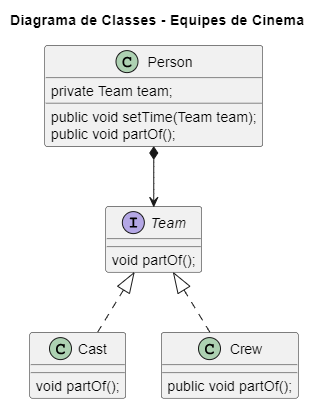 Diagrama de Classes - Equipes de Cinema
C Person
private Team team;
public void setTime(Team team);
public void partOf();
I Team
void partOf();
C Cast
void partOf();
C Crew
public void partOf();